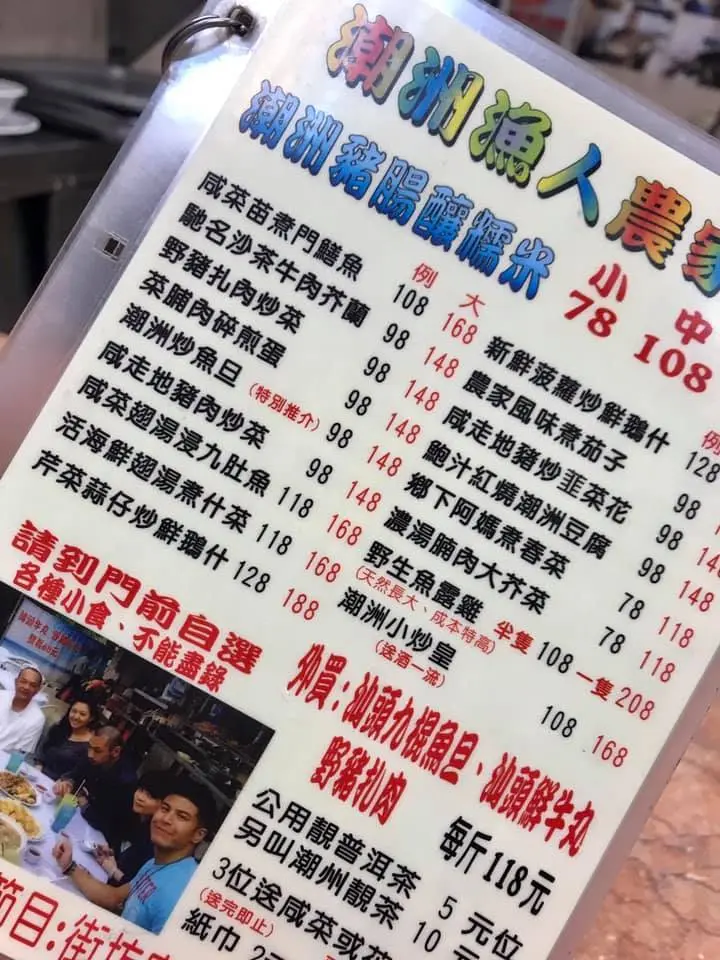 潮洲漁人農家
潮洲豬腸釀糯米 小 中
78 108
例 大
咸菜苗煮門鱔魚 108 168
馳名沙茶牛肉芥蘭 98 148
野豬扎肉炒菜 98 148
菜脯肉碎煎蛋 98 148
潮洲炒魚旦 (特別推介) 98 148
咸走地豬肉炒菜 98 148
咸菜翅湯浸九肚魚 118 168
活海鮮翅湯煮什菜 118 168
芹菜蒜仔炒鮮鵝什 128 188
例
新鮮菠蘿炒鮮鵝什 128
農家風味煮茄子 98
咸走地豬炒韭菜花 98
鮑汁紅燒潮洲豆腐 98 148
鄉下阿媽煮春菜 78 118
濃湯腩肉大芥菜 78 118
野生魚露雞 半隻 108 一隻 208
(天然長大、成本特高)
潮洲小炒皇 108 168
(送酒一流)
請到門前自選
各種小食、不能盡錄
外買:汕頭九棍魚旦、汕頭鮮牛丸
野豬扎肉 每斤118元
公用靚普洱茶 5元位
另叫潮州靚茶 10元
3位送咸菜或
(送完即止)
紙巾 2
節目:街坊